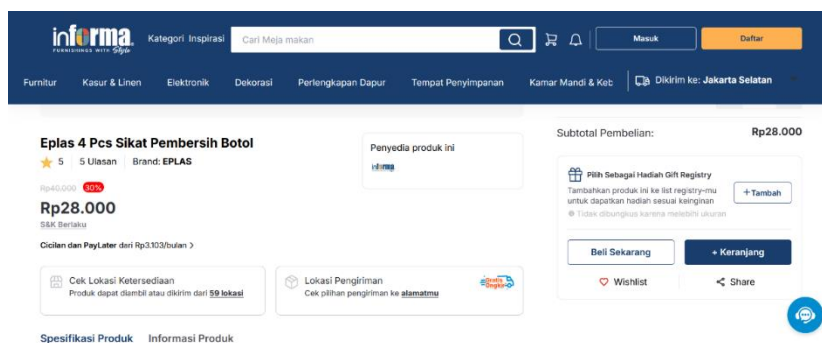 informa
FURNISHINGS WITH Style
Kategori Inspirasi
Cari Meja makan
Masuk
Daftar
Furnitur Kasur & Linen Elektronik Dekorasi Perlengkapan Dapur Tempat Penyimpanan Kamar Mandi & Keb
Dikirim ke: Jakarta Selatan
Eplas 4 Pcs Sikat Pembersih Botol
5 5 Ulasan Brand: EPLAS
Rp40.000 30%
Rp28.000
S&K Berlaku
Cicilan dan PayLater dari Rp3.103/bulan >
Penyedia produk ini
informa
Cek Lokasi Ketersediaan
Produk dapat diambil atau dikirim dari 59 lokasi
Lokasi Pengiriman
Cek pilihan pengiriman ke alamatmu
Gratis
Ongkir
Spesifikasi Produk Informasi Produk
Subtotal Pembelian: Rp28.000
Pilih Sebagai Hadiah Gift Registry
Tambahkan produk ini ke list registry-mu
untuk dapatkan hadiah sesuai keinginan
Tidak dibungkus karena melebihi ukuran
+Tambah
Beli Sekarang
+ Keranjang
Wishlist
Share